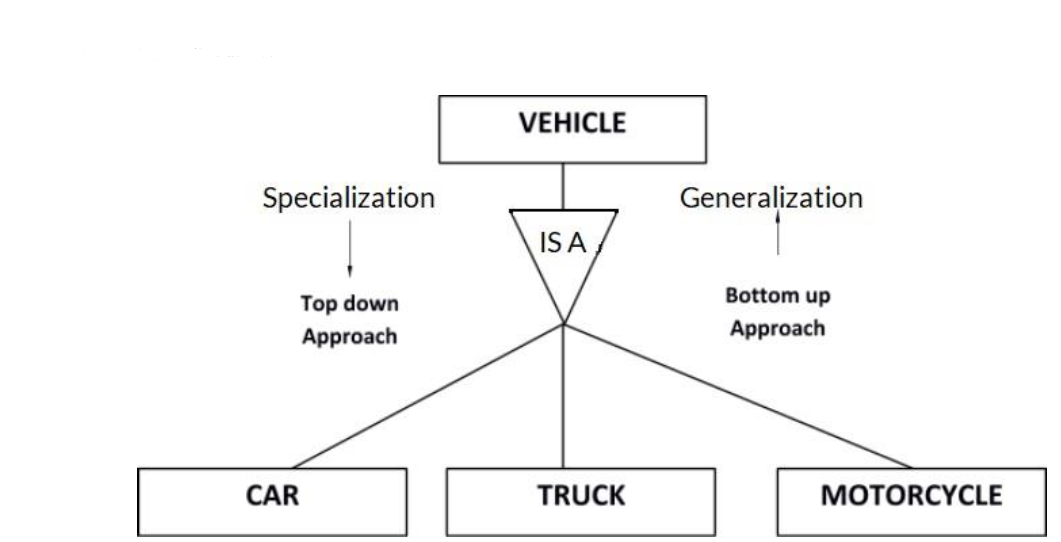 VEHICLE
Specialization
Generalization
IS A
Top down
Approach
Bottom up
Approach
CAR
TRUCK
MOTORCYCLE